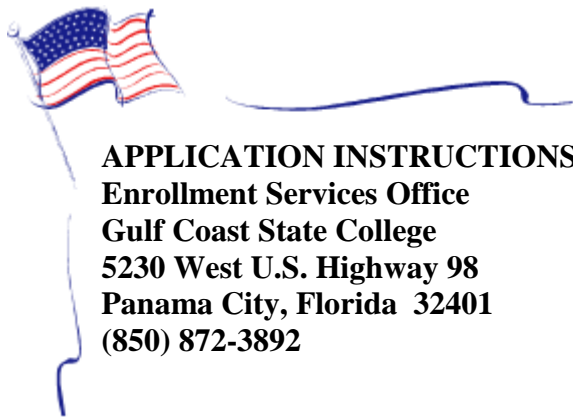 APPLICATION INSTRUCTIONS
Enrollment Services Office
Gulf Coast State College
5230 West U.S. Highway 98
Panama City, Florida 32401
(850) 872-3892